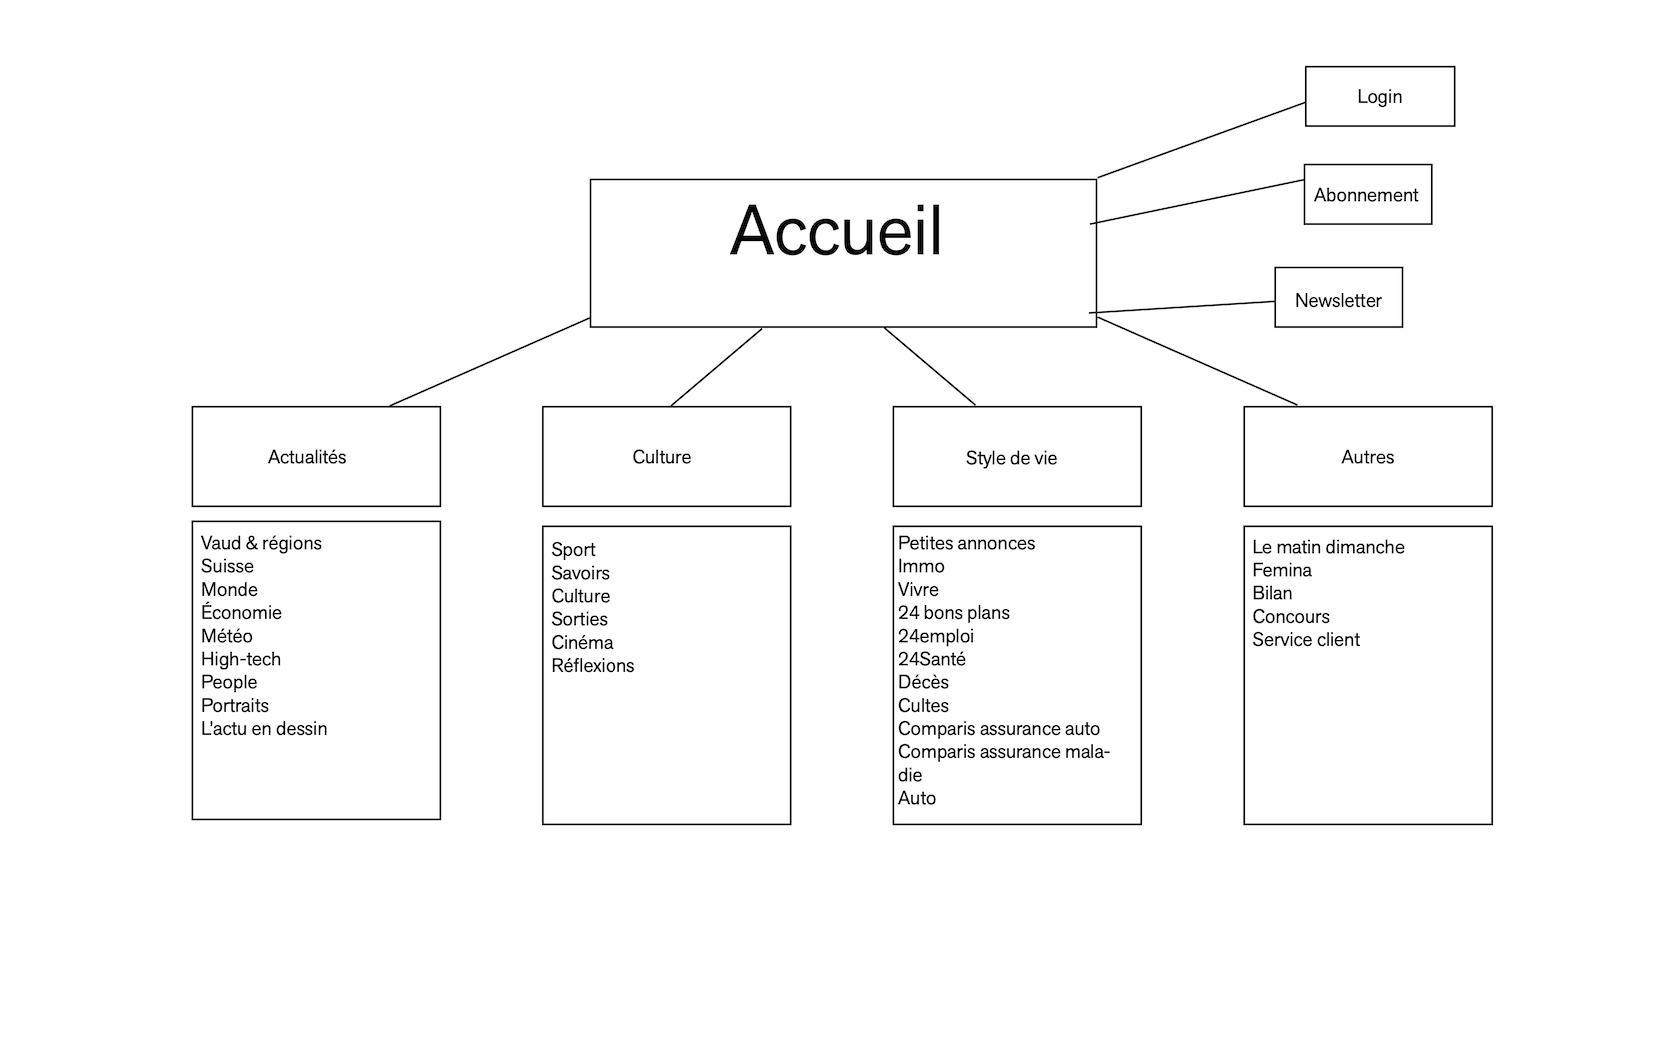 Login
Abonnement
Accueil
Newsletter
Actualités
Culture
Style de vie
Autres
Vaud & régions
Suisse
Monde
Économie
Météo
High-tech
People
Portraits
L'actu en dessin
Sport
Savoirs
Culture
Sorties
Cinéma
Réflexions
Petites annonces
Immo
Vivre
24 bons plans
24emploi
24Santé
Décès
Cultes
Comparis assurance auto
Comparis assurance mala-
die
Auto
Le matin dimanche
Femina
Bilan
Concours
Service client